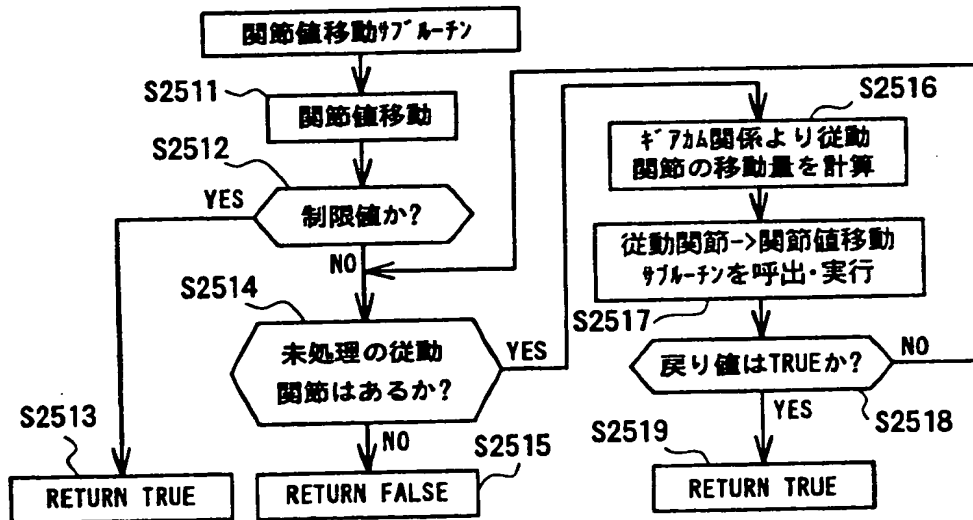 関節値移動ｻﾌﾞﾙｰﾁﾝ
S2511
関節値移動
S2512
YES
制限値か?
NO
S2514
未処理の従動
関節はあるか?
YES
NO
S2513
RETURN TRUE
S2515
RETURN FALSE
S2516
ｷﾞｱｶﾑ関係より従動
関節の移動量を計算
従動関節->関節値移動
ｻﾌﾞﾙｰﾁﾝを呼出･実行
S2517
戻り値はTRUEか?
NO
S2518
YES
S2519
RETURN TRUE